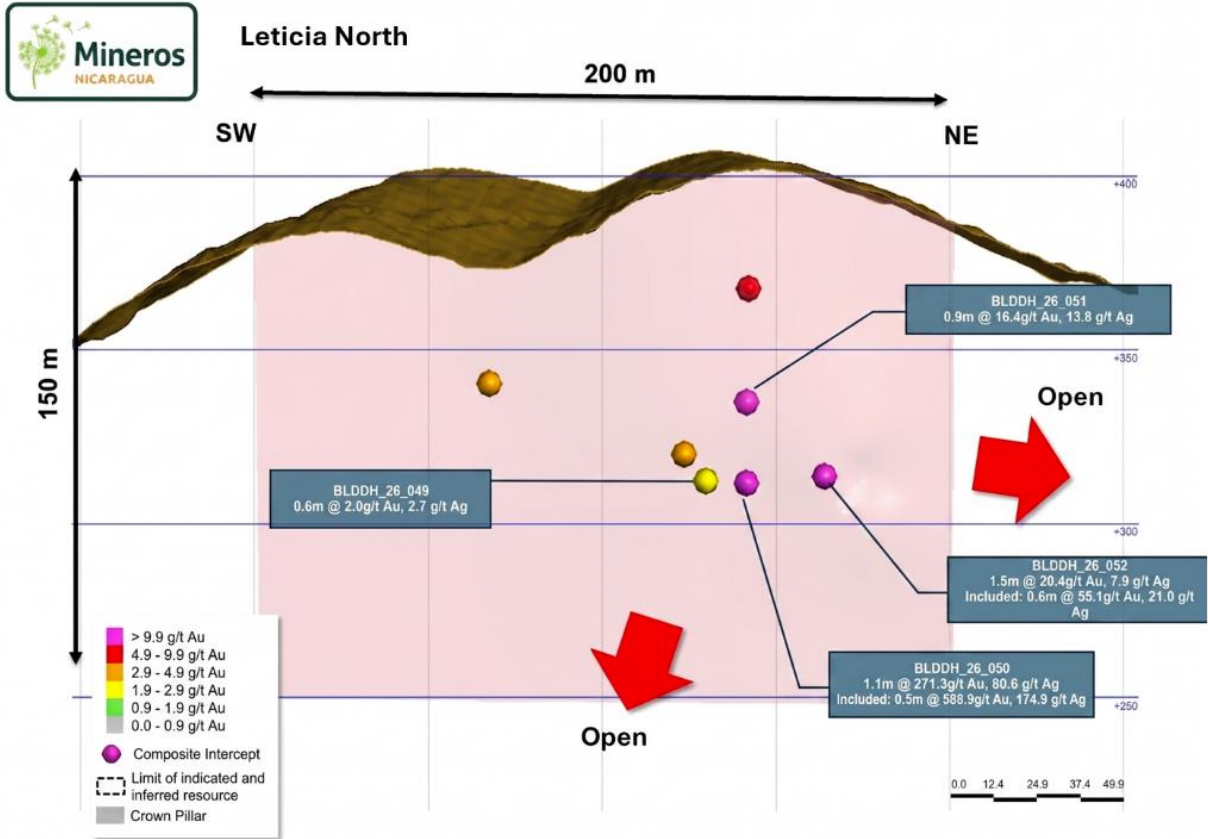 Mineros
NICARAGUA
Leticia North
200 m
SW
NE
+400
BLDDH_26_051
0.9m @ 16.4g/t Au, 13.8 g/t Ag
+350
150 m
Open
BLDDH_26_049
0.6m @ 2.0g/t Au, 2.7 g/t Ag
+300
BLDDH_26_052
1.5m @ 20.4g/t Au, 7.9 g/t Ag
Included: 0.6m @ 55.1g/t Au, 21.0 g/t
Ag
> 9.9 g/t Au
4.9 - 9.9 g/t Au
2.9 - 4.9 g/t Au
1.9 - 2.9 g/t Au
0.9 - 1.9 g/t Au
0.0 - 0.9 g/t Au
Composite Intercept
Limit of indicated and
inferred resource
Crown Pillar
BLDDH_26_050
1.1m @ 271.3g/t Au, 80.6 g/t Ag
Included: 0.5m @ 588.9g/t Au, 174.9 g/t Ag
+250
Open
0.0 12.4 24.9 37.4 49.9